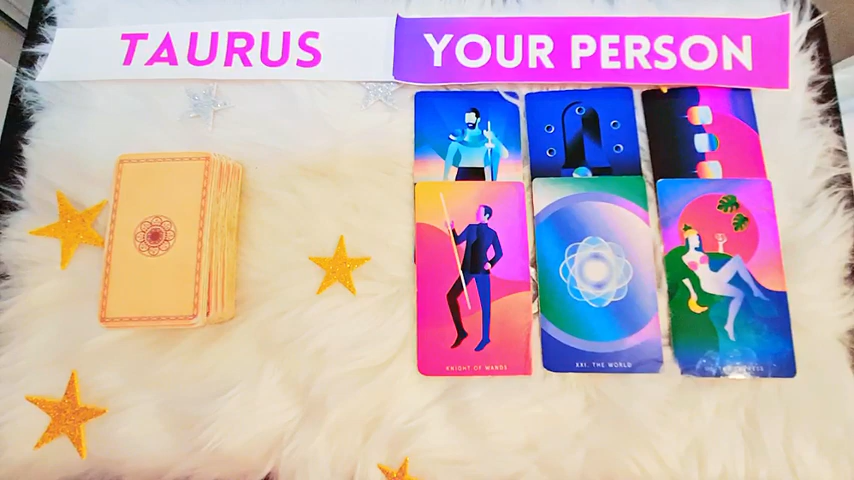 TAURUS
YOUR PERSON
KNIGHT OF WANDS
XXI. THE WORLD